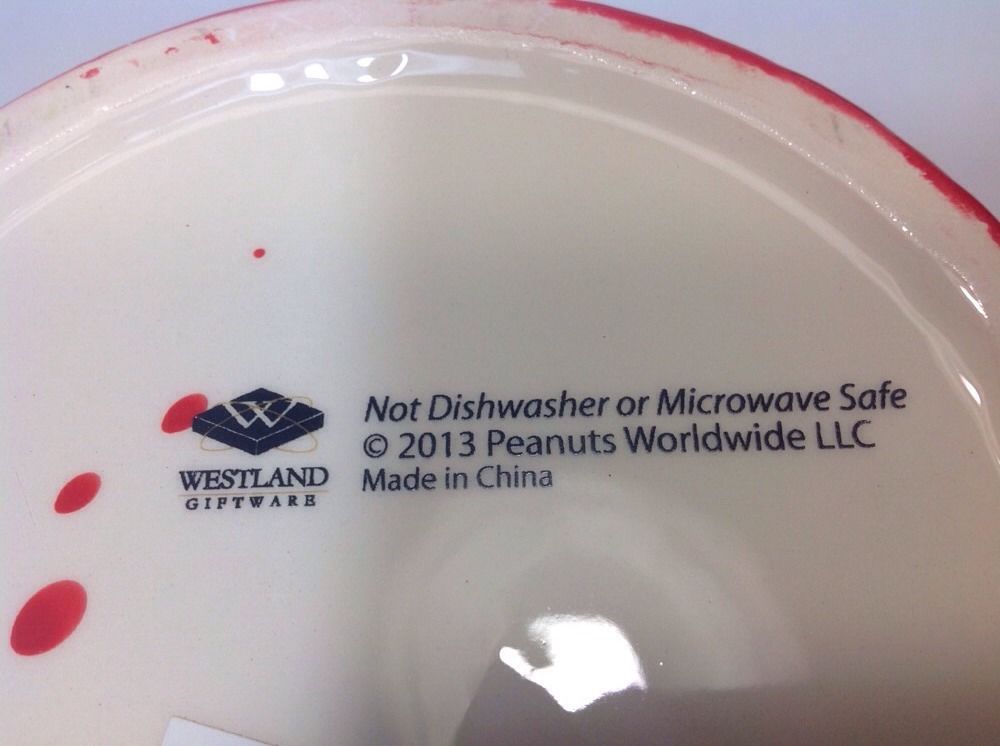 W
WESTLAND
GIFTWARE
Not Dishwasher or Microwave Safe
© 2013 Peanuts Worldwide LLC
Made in China